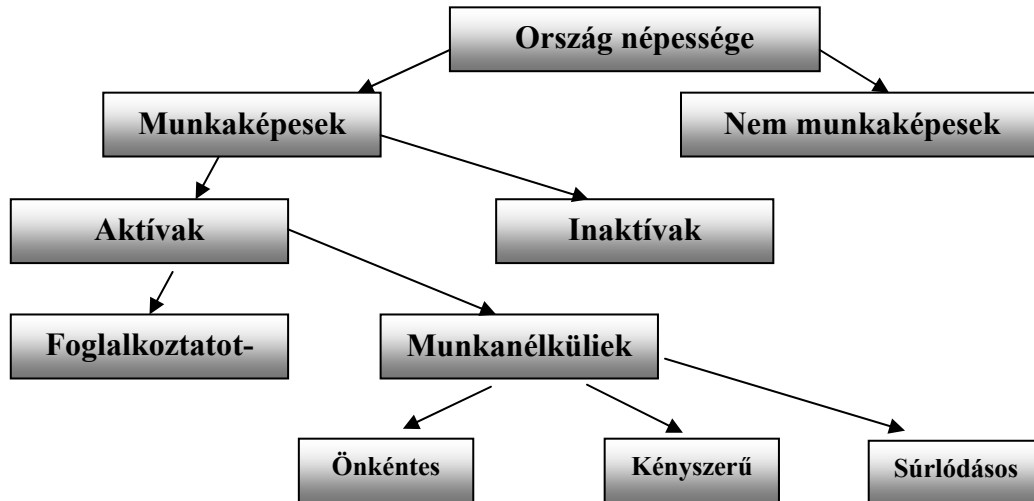 Ország népessége
Munkaképesek
Nem munkaképesek
Aktívak
Inaktívak
Foglalkoztatot-
Munkanélküliek
Önkéntes
Kényszerű
Súrlódásos